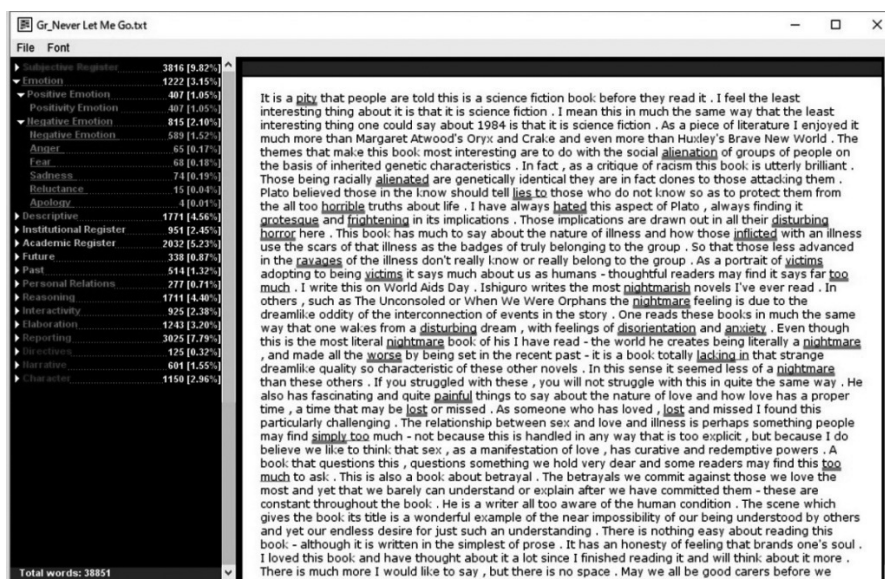 Gr_Never Let Me Go.txt
File Font
Subjective Register 3816 [9.82%]
Emotion 1222 [3.15%]
Positive Emotion 407 [1.05%]
Positivity Emotion 407 [1.05%]
Negative Emotion 815 [2.10%]
Negative Emotion 589 [1.52%]
Anger 65 [0.17%]
Fear 68 [0.18%]
Sadness 74 [0.19%]
Reluctance 15 [0.04%]
Apology 4 [0.01%]
Descriptive 1771 [4.56%]
Institutional Register 951 [2.45%]
Academic Register 2032 [5.23%]
Future 338 [0.87%]
Past 514 [1.32%]
Personal Relations 277 [0.71%]
Reasoning 1711 [4.40%]
Interactivity 925 [2.38%]
Elaboration 1243 [3.20%]
Reporting 3025 [7.79%]
Directives 125 [0.32%]
Narrative 601 [1.55%]
Character 1150 [2.96%]
Total words: 38851
It is a pity that people are told this is a science fiction book before they read it . I feel the least
interesting thing about it is that it is science fiction . I mean this in much the same way that the least
interesting thing one could say about 1984 is that it is science fiction . As a piece of literature I enjoyed it
much more than Margaret Atwood's Oryx and Crake and even more than Huxley's Brave New World . The
themes that make this book most interesting are to do with the social alienation of groups of people on
the basis of inherited genetic characteristics . In fact , as a critique of racism this book is utterly brilliant .
Those being racially alienated are genetically identical they are in fact clones to those attacking them .
Plato believed those in the know should tell lies to those who do not know so as to protect them from
the all too horrible truths about life . I have always hated this aspect of Plato , always finding it
grotesque and frightening in its implications . Those implications are drawn out in all their disturbing
horror here . This book has much to say about the nature of illness and how those inflicted with an illness
use the scars of that illness as the badges of truly belonging to the group . So that those less advanced
in the ravages of the illness don't really know or really belong to the group . As a portrait of victims
adopting to being victims it says much about us as humans - thoughtful readers may find it says far too
much . I write this on World Aids Day . Ishiguro writes the most nightmarish novels I've ever read . In
others , such as The Unconsoled or When We Were Orphans the nightmare feeling is due to the
dreamlike oddity of the interconnection of events in the story . One reads these books in much the same
way that one wakes from a disturbing dream , with feelings of disorientation and anxiety . Even though
this is the most literal nightmare book of his I have read - the world he creates being literally a nightmare
, and made all the worse by being set in the recent past - it is a book totally lacking in that strange
dreamlike quality so characteristic of these other novels . In this sense it seemed less of a nightmare
than these others . If you struggled with these , you will not struggle with this in quite the same way . He
also has fascinating and quite painful things to say about the nature of love and how love has a proper
time , a time that may be lost or missed . As someone who has loved , lost and missed I found this
particularly challenging . The relationship between sex and love and illness is perhaps something people
may find simply too much - not because this is handled in any way that is too explicit , but because I do
believe we like to think that sex , as a manifestation of love , has curative and redemptive powers . A
book that questions this , questions something we hold very dear and some readers may find this too
much to ask . This is also a book about betrayal . The betrayals we commit against those we love the
most and yet that we barely can understand or explain after we have committed them - these are
constant throughout the book . He is a writer all too aware of the human condition . The scene which
gives the book its title is a wonderful example of the near impossibility of our being understood by others
and yet our endless desire for just such an understanding . There is nothing easy about reading this
book - although it is written in the simplest of prose . It has an honesty of feeling that brands one's soul .
I loved this book and have thought about it a lot since I finished reading it and will think about it more .
There is much more I would like to say , but there is no space . May we all be good carers before we